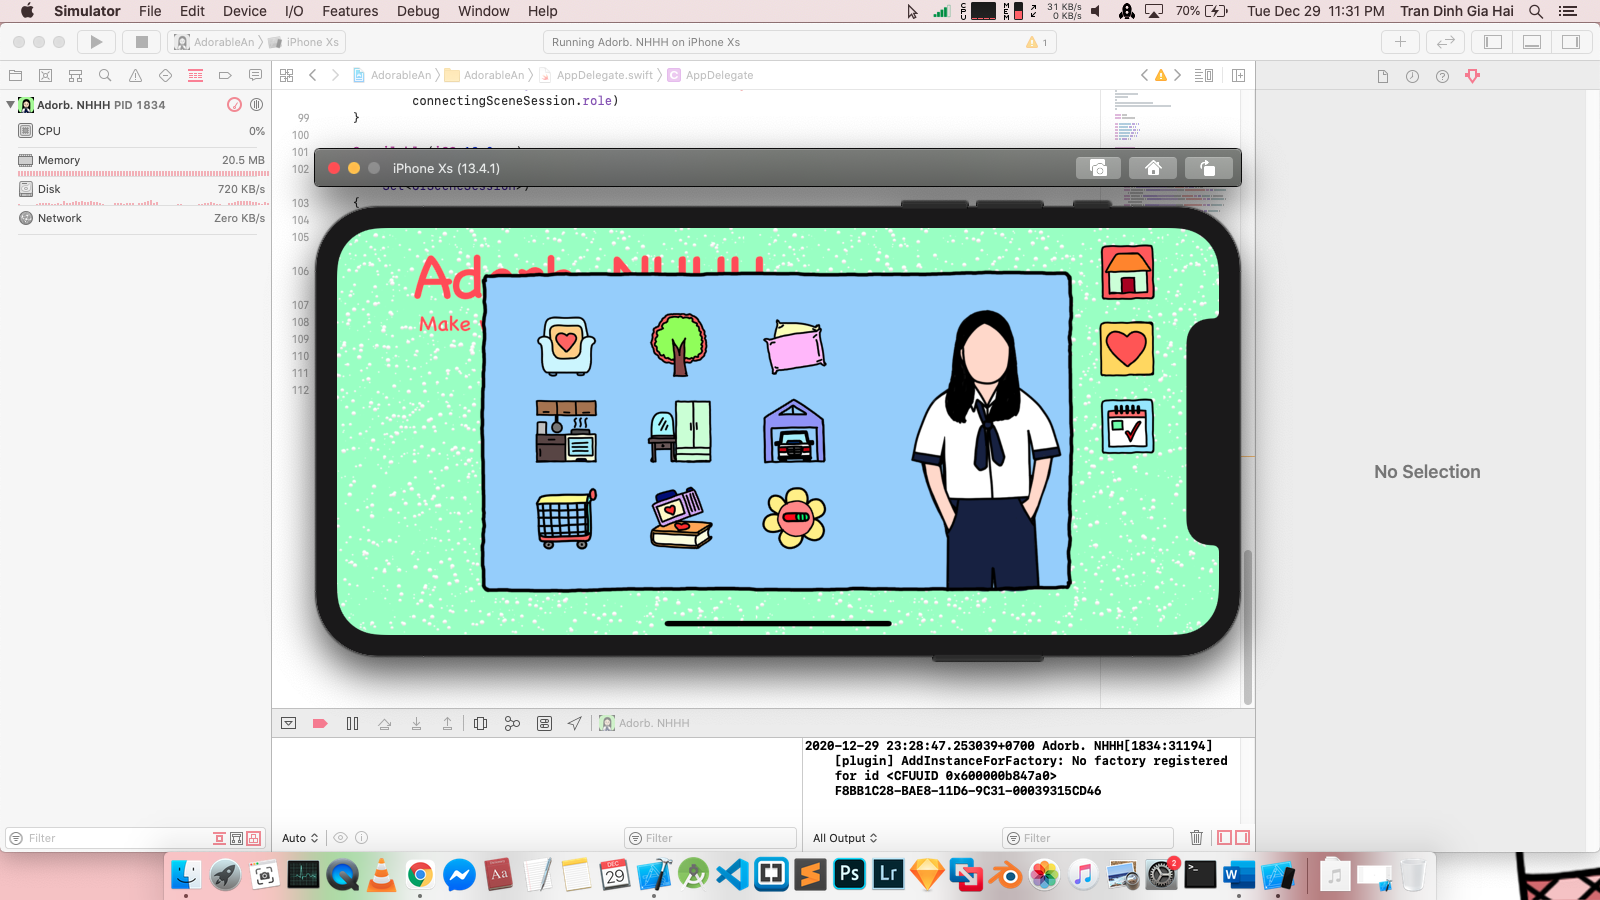 Simulator File Edit Device I/O Features Debug Window Help
CPU MEM 31 KB/s 0 KB/s 70% Tue Dec 29 11:31 PM Tran Dinh Gia Hai
AdorableAn iPhone Xs
Running Adorb. NHHH on iPhone Xs 1
AdorableAn AdorableAn AppDelegate.swift C AppDelegate
Adorb. NHHH PID 1834
CPU 0%
Memory 20.5 MB
Disk 720 KB/s
Network Zero KB/s
connectingSceneSession.role)
99 }
100
101
102
103 {
104
105
106
107
108
109
110
111
112
iPhone Xs (13.4.1)
Make
No Selection
Adorb. NHHH
2020-12-29 23:28:47.253039+0700 Adorb. NHHH[1834:31194]
[plugin] AddInstanceForFactory: No factory registered
for id <CFUUID 0x600000b847a0>
F8BB1C28-BAE8-11D6-9C31-00039315CD46
Filter
Auto
Filter
All Output
Filter
Aa
DEC
29
Ps
Lr
2
W